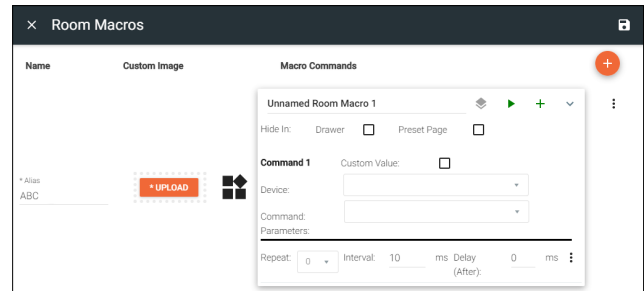 × Room Macros
Name Custom Image Macro Commands
Unnamed Room Macro 1
Hide In: Drawer Preset Page
Command 1 Custom Value:
* Alias
ABC
* UPLOAD
Device:
Command:
Parameters:
Repeat: 0 Interval: 10 ms Delay (After): 0 ms